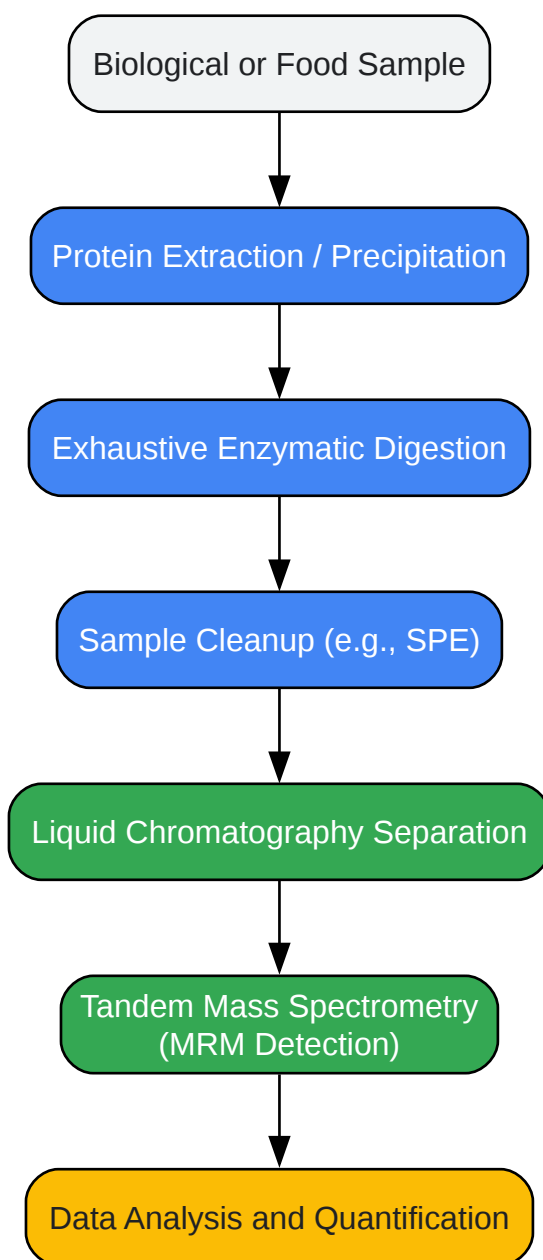 Biological or Food Sample
Protein Extraction / Precipitation
Exhaustive Enzymatic Digestion
Sample Cleanup (e.g., SPE)
Liquid Chromatography Separation
Tandem Mass Spectrometry
(MRM Detection)
Data Analysis and Quantification